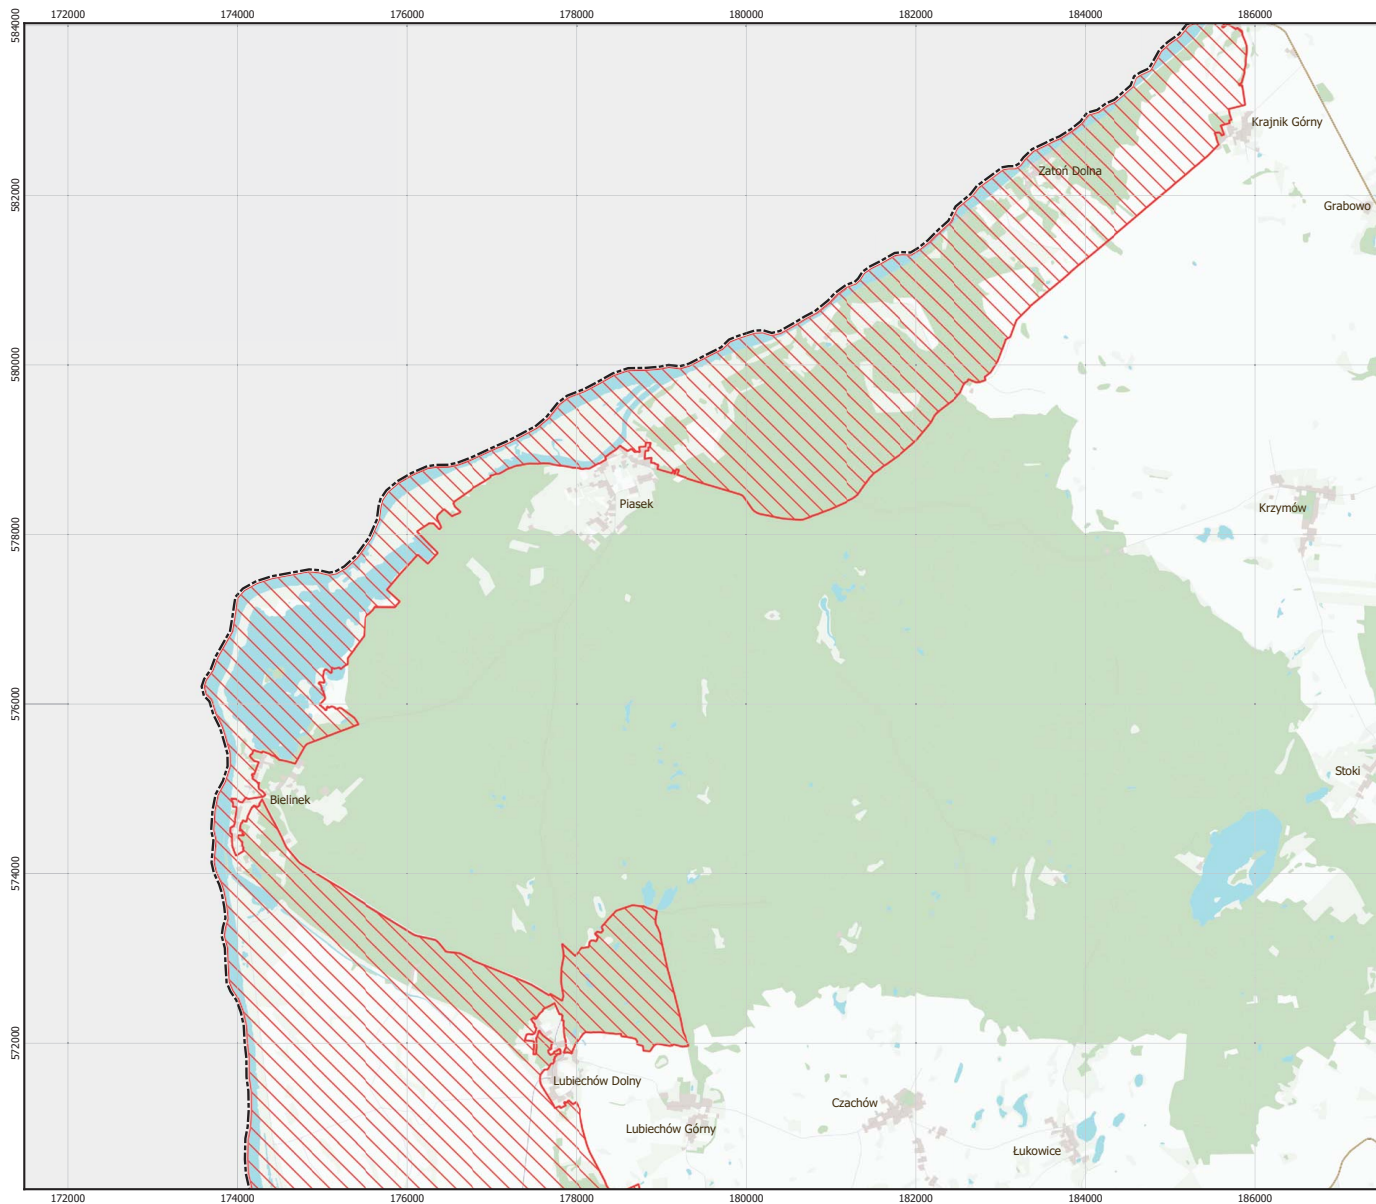 172000 174000 176000 178000 180000 182000 184000 186000
584000
Krajnik Górny
Zatoń Dolna
582000
Grabowo
580000
Piasek
Krzymów
578000
576000
Stoki
Bielinek
574000
572000
Lubiechów Dolny
Czachów
Lubiechów Górny
Łukowice
172000 174000 176000 178000 180000 182000 184000 186000